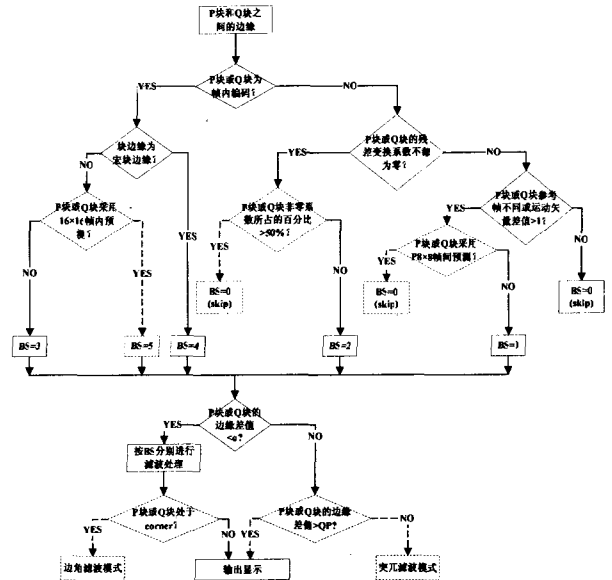 P块和Q块之
间的边缘
YES
P块或Q块为
帧内编码?
NO
块边缘为
宏块边缘?
YES
P块或Q块的残
差变换系数不都
为零?
NO
NO
YES
P块或Q块采用
16×16帧内预
测?
P块或Q块非零系
数所占的百分比
>50%?
P块或Q块参考
帧不同或运动矢
量差值>1?
YES
NO
YES
NO
P块或Q块采用
P8×8帧间预测?
NO
YES
YES
NO
BS=0
(skip)
BS=0
(skip)
BS=0
(skip)
BS=3
BS=5
BS=4
BS=2
BS=1
P块或Q块的
边缘差值
<α?
YES
NO
按BS分别进行
滤波处理
P块或Q块处于
corner?
P块或Q块的边缘
差值>QP?
YES
NO
YES
NO
边角滤波模式
输出显示
突兀滤波模式